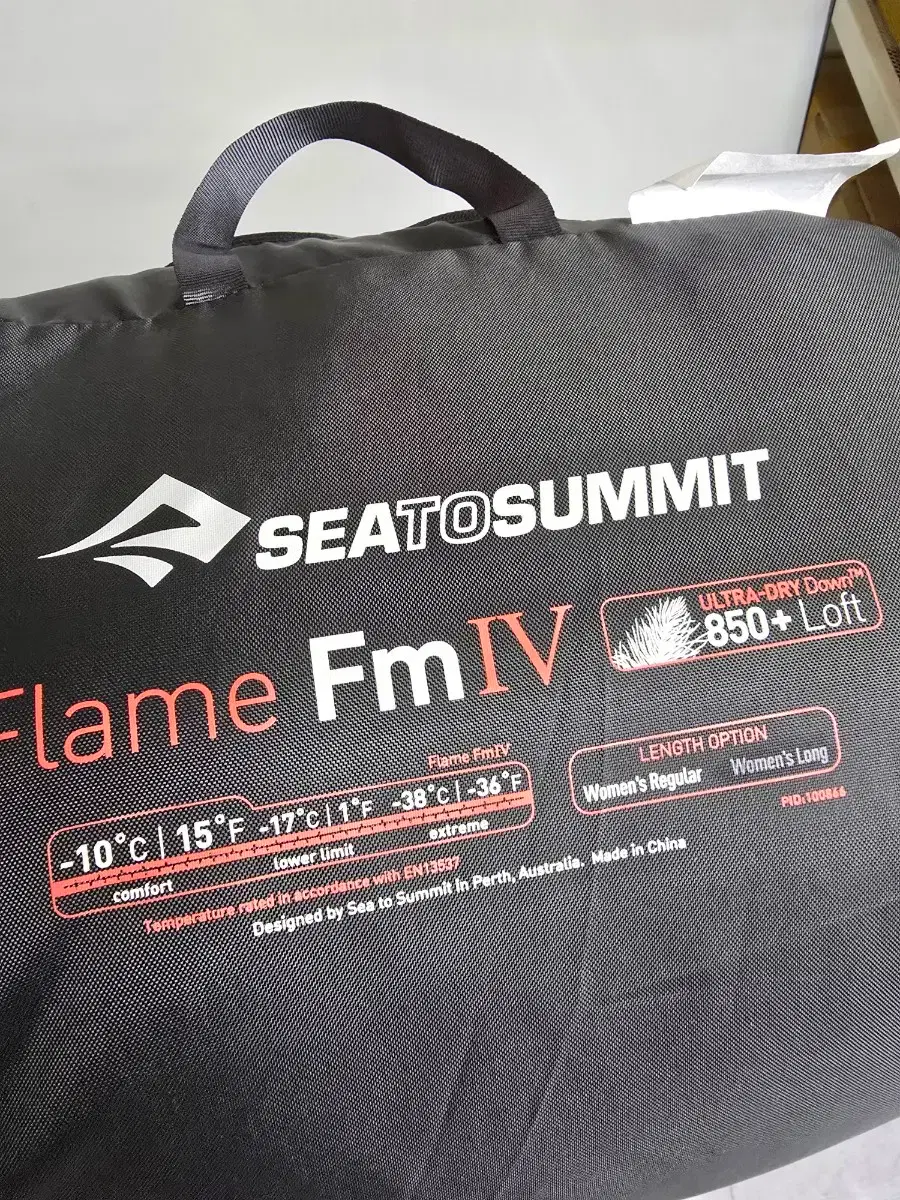 SEATOSUMMIT
Flame FmIV
ULTRA-DRY Down™
850+ Loft
Flame FmIV
-10°C | 15°F -17°C | 1°F -38°C | -36°F
comfort lower limit extreme
LENGTH OPTION
Women's Regular Women's Long
PID:100866
Temperature rated in accordance with EN13537
Designed by Sea to Summit in Perth, Australia. Made in China